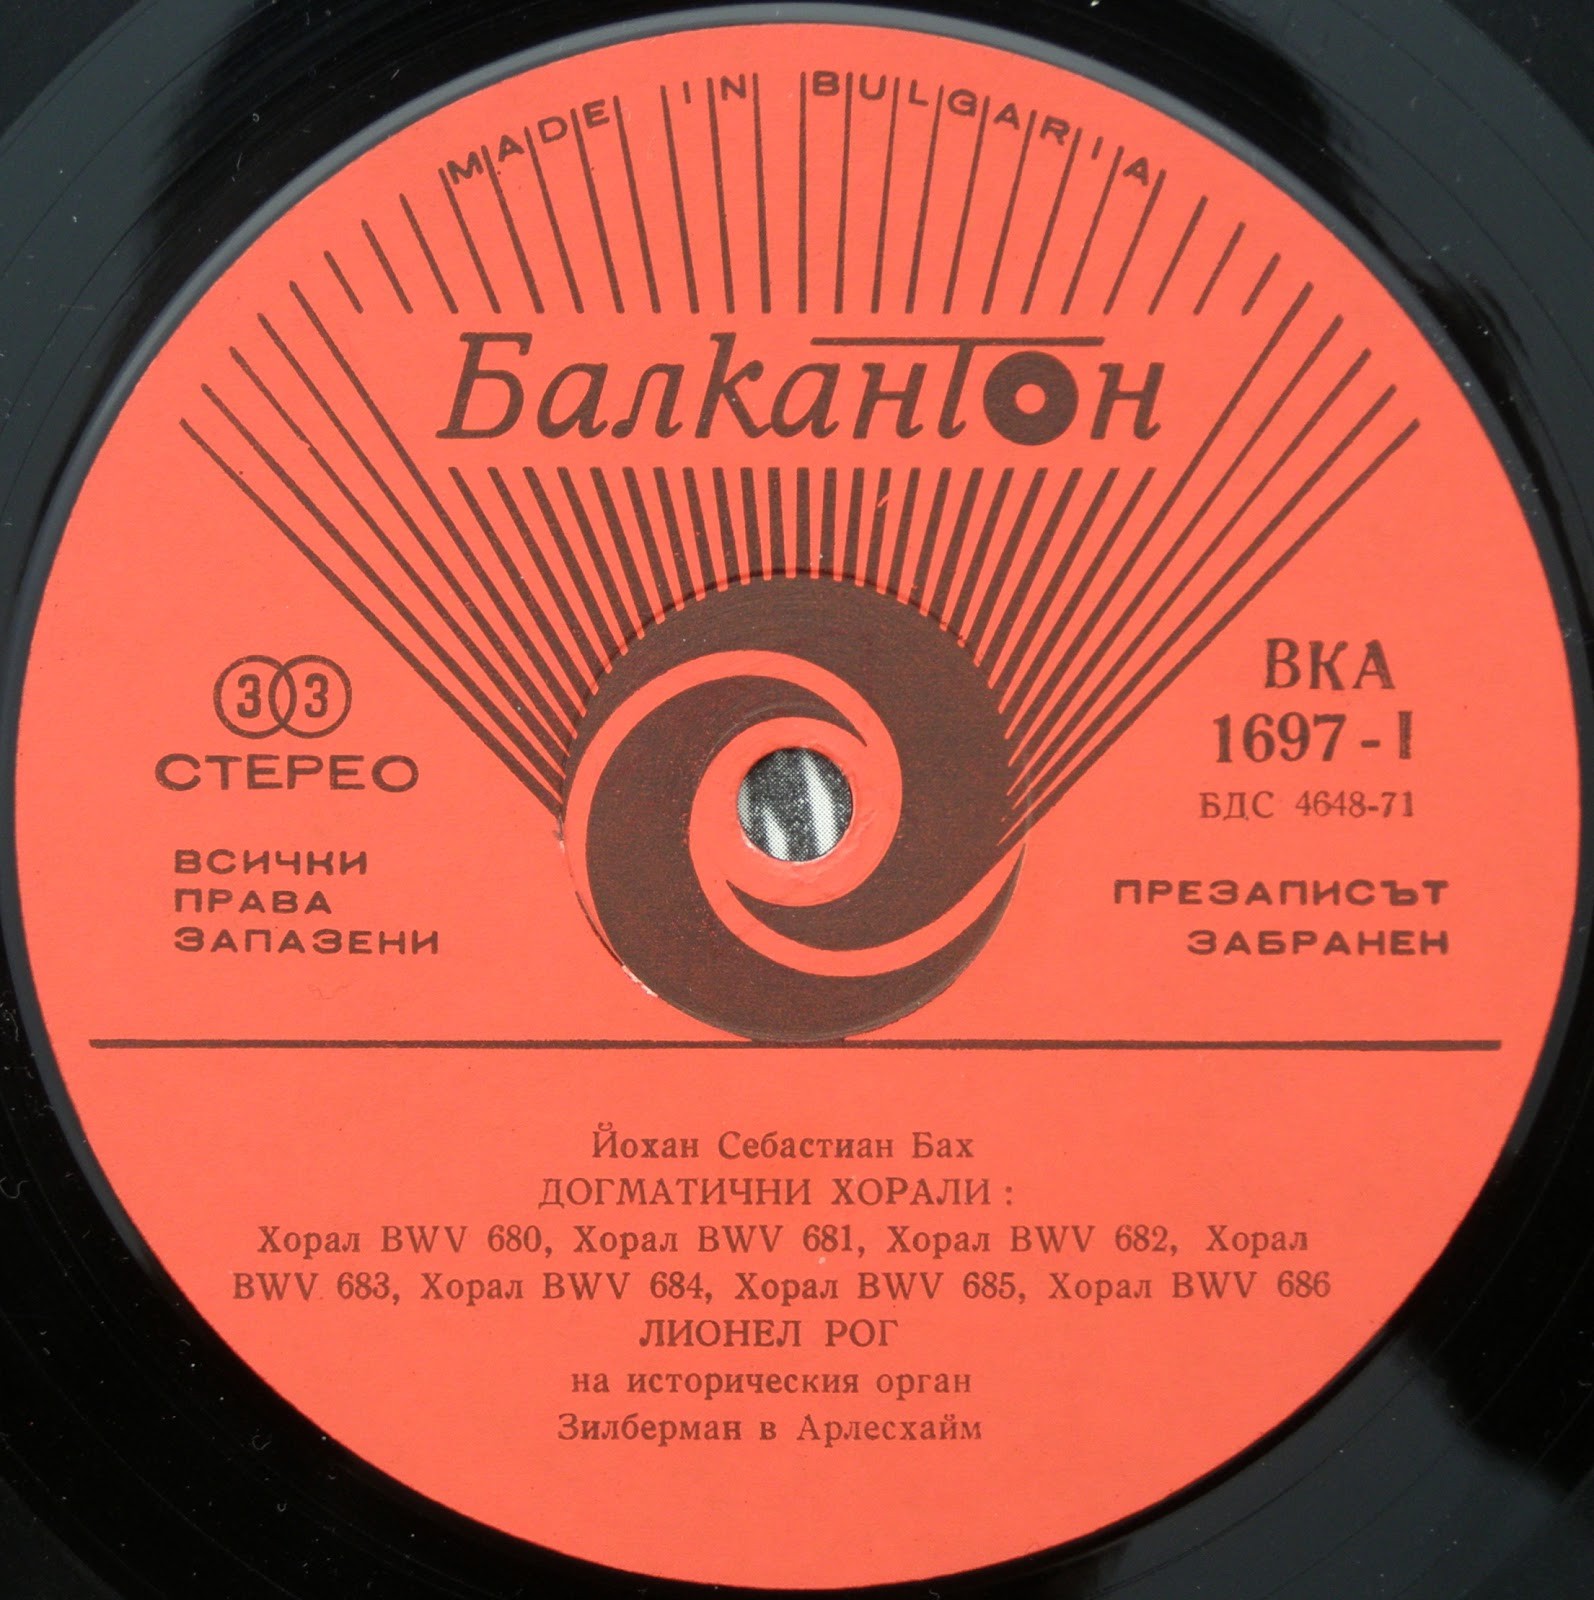 MADE IN BULGARIA
Балкантон
33
СТЕРЕО
ВСИЧКИ
ПРАВА
ЗАПАЗЕНИ
ВКА
1697-I
БДС 4648-71
ПРЕЗАПИСЪТ
ЗАБРАНЕН
Йохан Себастиан Бах
ДОГМАТИЧНИ ХОРАЛИ :
Хорал BWV 680, Хорал BWV 681, Хорал BWV 682, Хорал
BWV 683, Хорал BWV 684, Хорал BWV 685, Хорал BWV 686
ЛИОНЕЛ РОГ
на историческия орган
Зилберман в Арлесхайм